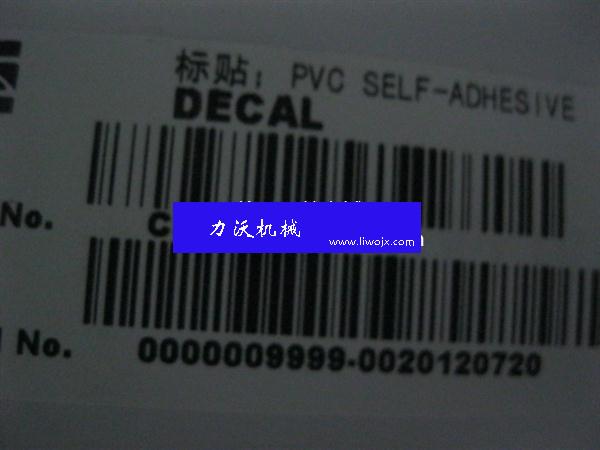 标贴: PVC SELF-ADHESIVE
DECAL
No.
力沃机械
www.liwojx.com
No. 0000009999-0020120720